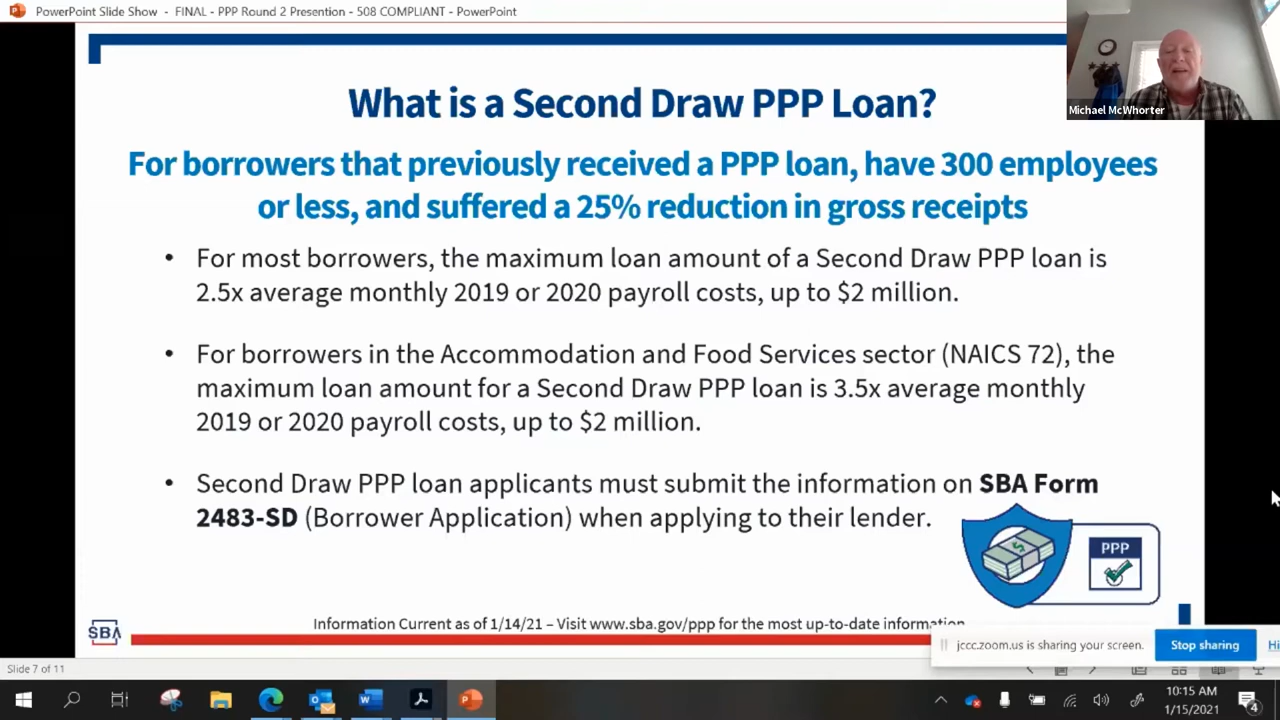 PowerPoint Slide Show - FINAL - PPP Round 2 Presention - 508 COMPLIANT - PowerPoint
Michael McWhorter
What is a Second Draw PPP Loan?
For borrowers that previously received a PPP loan, have 300 employees
or less, and suffered a 25% reduction in gross receipts
• For most borrowers, the maximum loan amount of a Second Draw PPP loan is
2.5x average monthly 2019 or 2020 payroll costs, up to $2 million.
• For borrowers in the Accommodation and Food Services sector (NAICS 72), the
maximum loan amount for a Second Draw PPP loan is 3.5x average monthly
2019 or 2020 payroll costs, up to $2 million.
• Second Draw PPP loan applicants must submit the information on SBA Form
2483-SD (Borrower Application) when applying to their lender.
$
PPP
SBA
Information Current as of 1/14/21 – Visit www.sba.gov/ppp for the most up-to-date information
jccc.zoom.us is sharing your screen.
Stop sharing
Hi
Slide 7 of 11
10:15 AM
1/15/2021
4